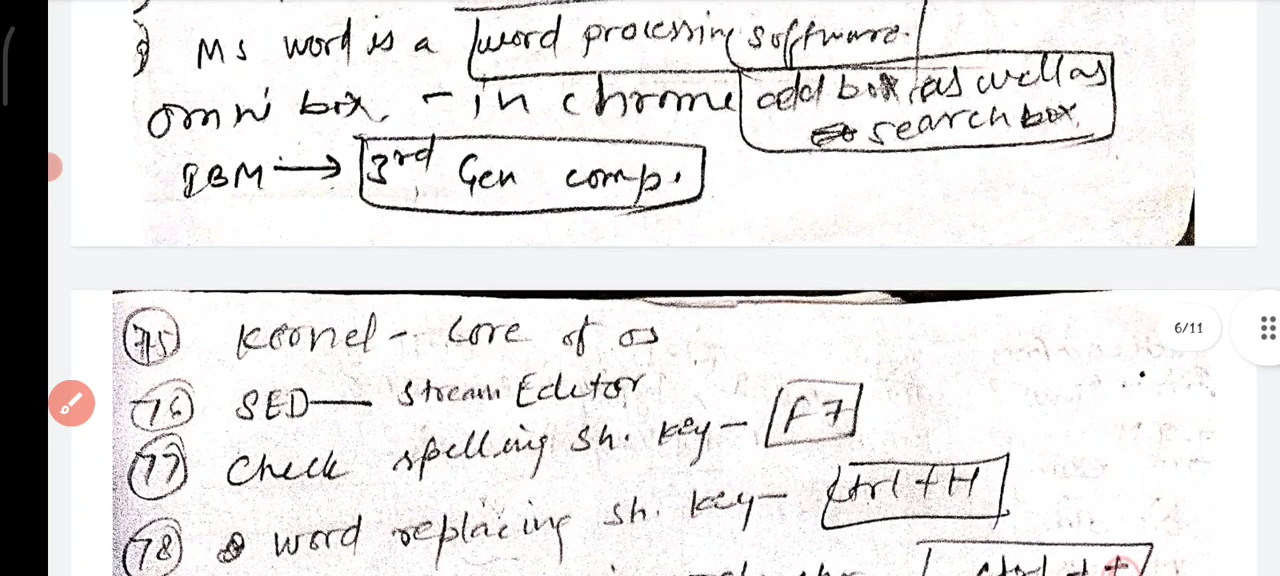 MS word is a word processing software.
omni box - in chrome add box as well as
search box.
IBM → 3rd Gen comp.
6/11
75 Kernel - Core of os
76 SED — Stream Editor
77 Check spelling sh. key - F7
78 word replacing sh. key - Ctrl + H